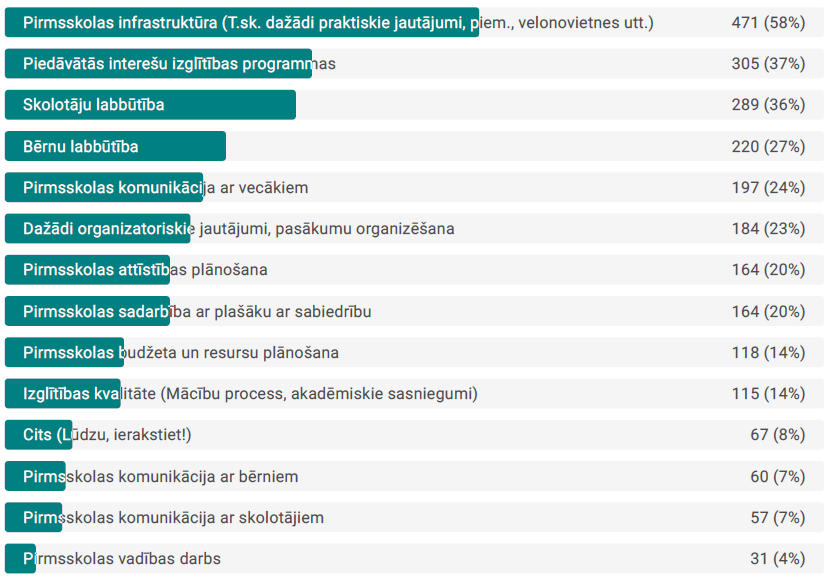 Pirmsskolas infrastruktūra (T.sk. dažādi praktiskie jautājumi, piem., velonovietnes utt.) 471 (58%)
Piedāvātās interešu izglītības programmas 305 (37%)
Skolotāju labbūtība 289 (36%)
Bērnu labbūtība 220 (27%)
Pirmsskolas komunikācija ar vecākiem 197 (24%)
Dažādi organizatoriskie jautājumi, pasākumu organizēšana 184 (23%)
Pirmsskolas attīstības plānošana 164 (20%)
Pirmsskolas sadarbība ar plašāku ar sabiedrību 164 (20%)
Pirmsskolas budžeta un resursu plānošana 118 (14%)
Izglītības kvalitāte (Mācību process, akadēmiskie sasniegumi) 115 (14%)
Cits (Lūdzu, ierakstiet!) 67 (8%)
Pirmsskolas komunikācija ar bērniem 60 (7%)
Pirmsskolas komunikācija ar skolotājiem 57 (7%)
Pirmsskolas vadības darbs 31 (4%)